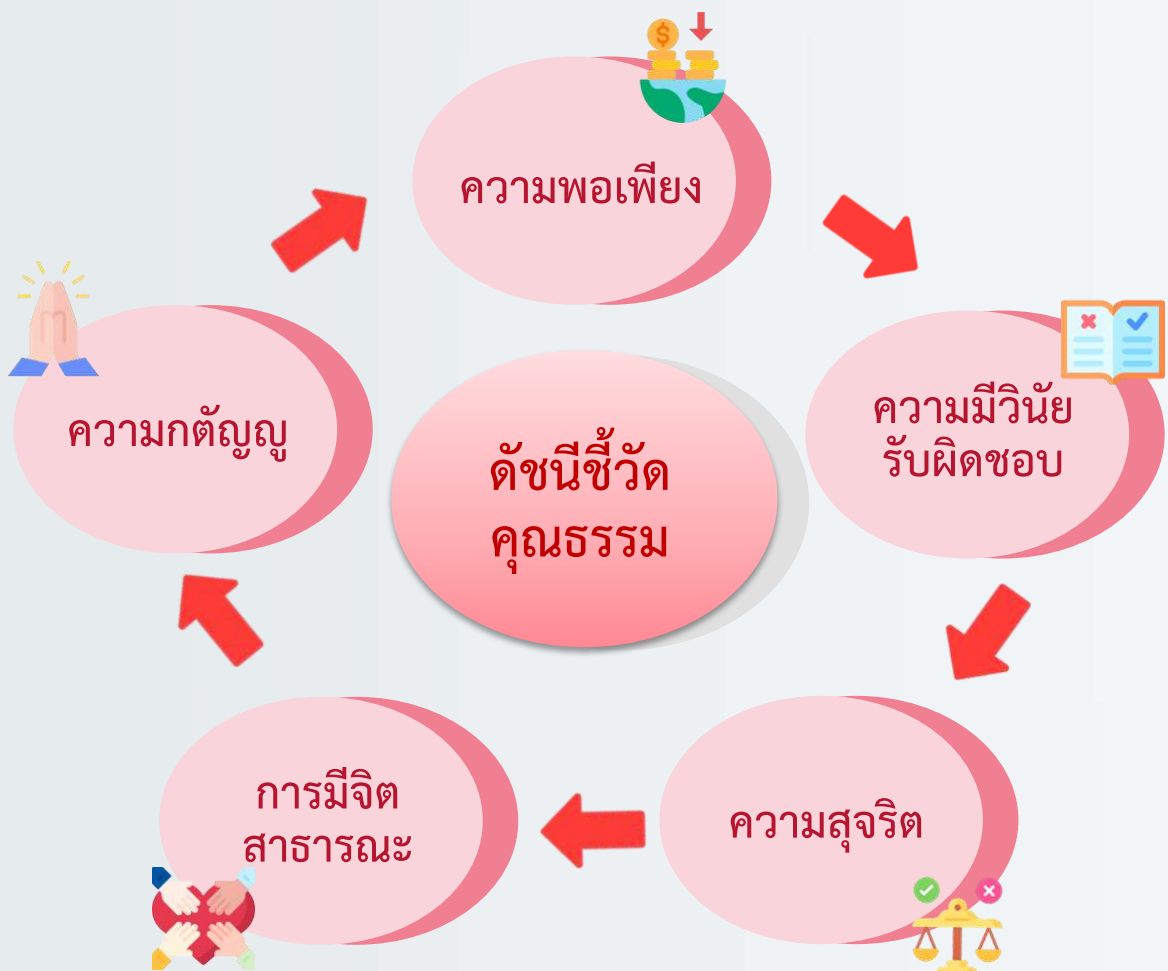 ความพอเพียง
ความมีวินัย
รับผิดชอบ
ความสุจริต
การมีจิต
สาธารณะ
ความกตัญญู
ดัชนีชี้วัด
คุณธรรม